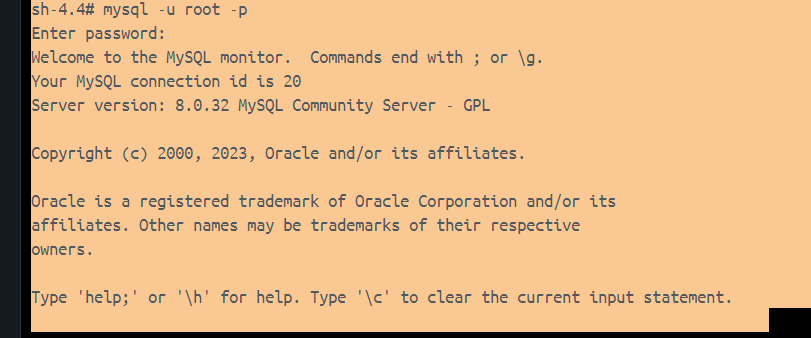 sh-4.4# mysql -u root -p
Enter password:
Welcome to the MySQL monitor.  Commands end with ; or \g.
Your MySQL connection id is 20
Server version: 8.0.32 MySQL Community Server - GPL
Copyright (c) 2000, 2023, Oracle and/or its affiliates.
Oracle is a registered trademark of Oracle Corporation and/or its
affiliates. Other names may be trademarks of their respective
owners.
Type 'help;' or '\h' for help. Type '\c' to clear the current input statement.